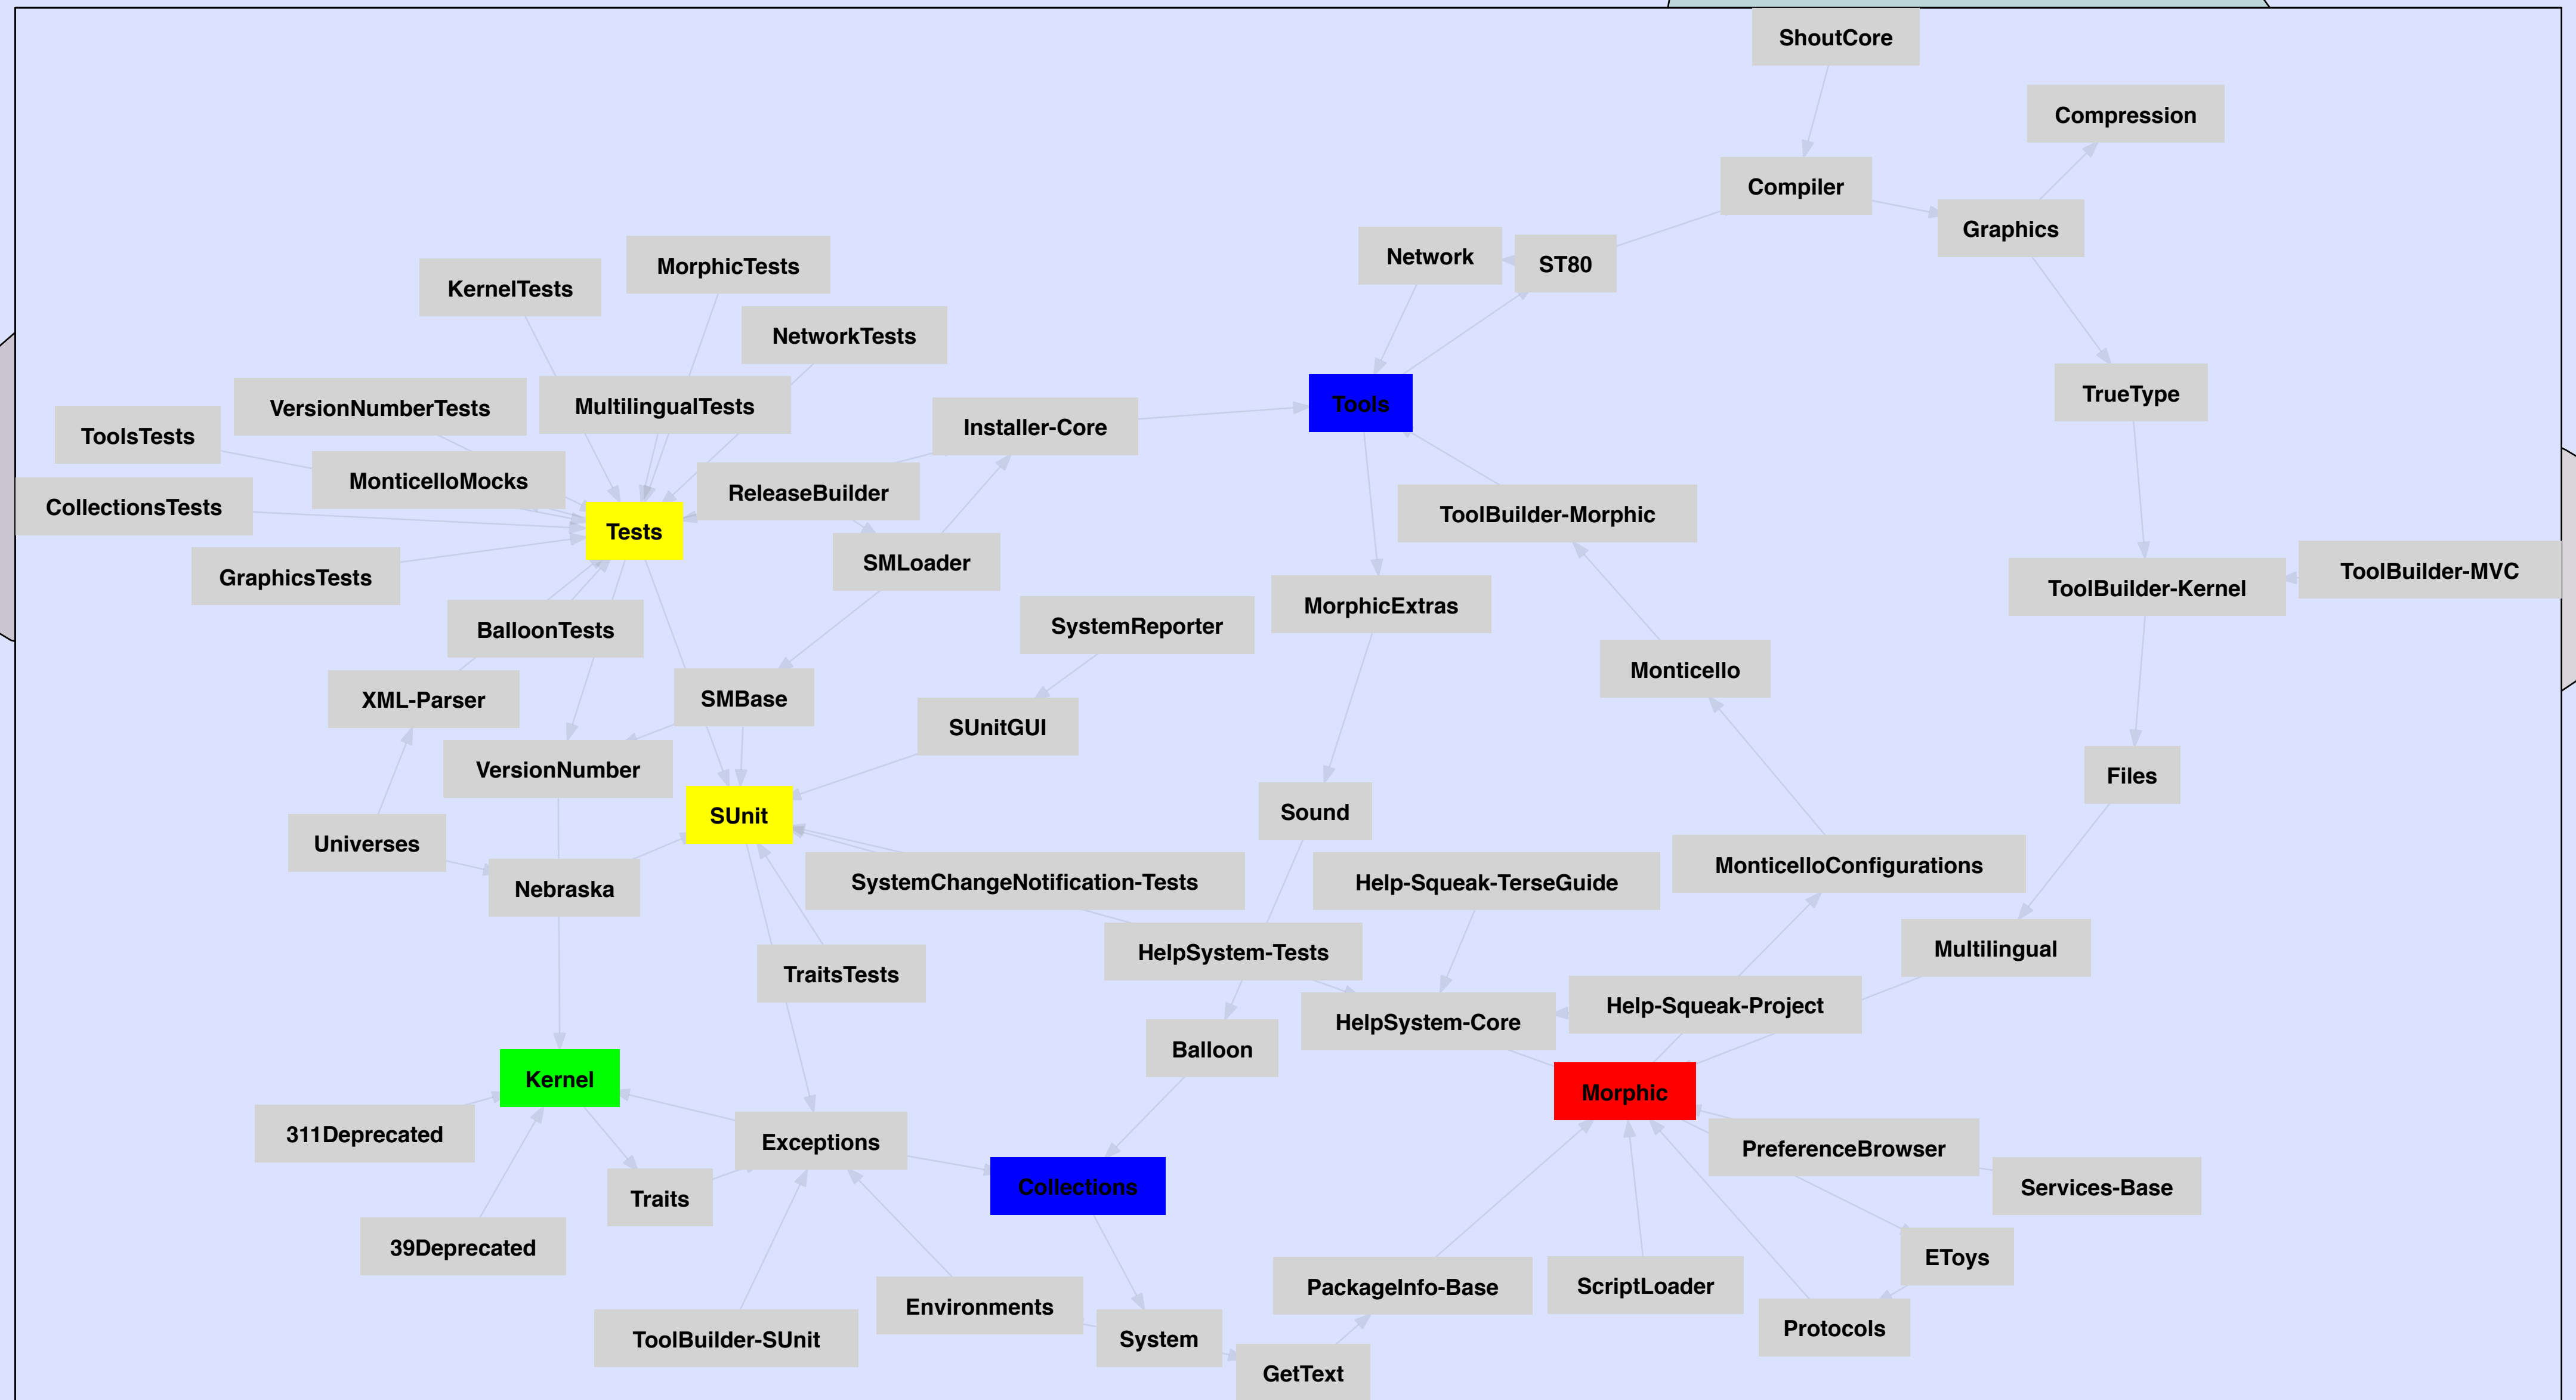 ShoutCore
Compression
Compiler
Graphics
Network
ST80
MorphicTests
KernelTests
NetworkTests
TrueType
Tools
MultilingualTests
VersionNumberTests
Installer-Core
ToolsTests
MonticelloMocks
ReleaseBuilder
CollectionsTests
ToolBuilder-Morphic
Tests
SMLoader
ToolBuilder-MVC
GraphicsTests
ToolBuilder-Kernel
MorphicExtras
SystemReporter
BalloonTests
Monticello
SMBase
XML-Parser
SUnitGUI
VersionNumber
Files
Sound
SUnit
Universes
MonticelloConfigurations
SystemChangeNotification-Tests
Help-Squeak-TerseGuide
Nebraska
Multilingual
HelpSystem-Tests
TraitsTests
Help-Squeak-Project
HelpSystem-Core
Balloon
Kernel
Morphic
311Deprecated
Exceptions
PreferenceBrowser
Collections
Services-Base
Traits
39Deprecated
EToys
ScriptLoader
PackageInfo-Base
Environments
Protocols
ToolBuilder-SUnit
System
GetText